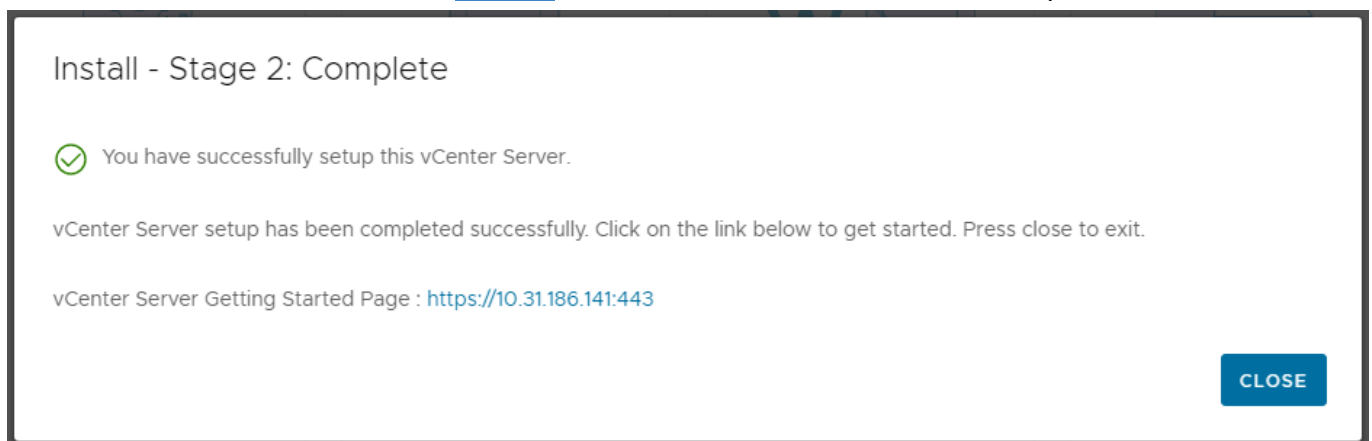 Install - Stage 2: Complete
You have successfully setup this vCenter Server.
vCenter Server setup has been completed successfully. Click on the link below to get started. Press close to exit.
vCenter Server Getting Started Page : https://10.31.186.141:443
CLOSE